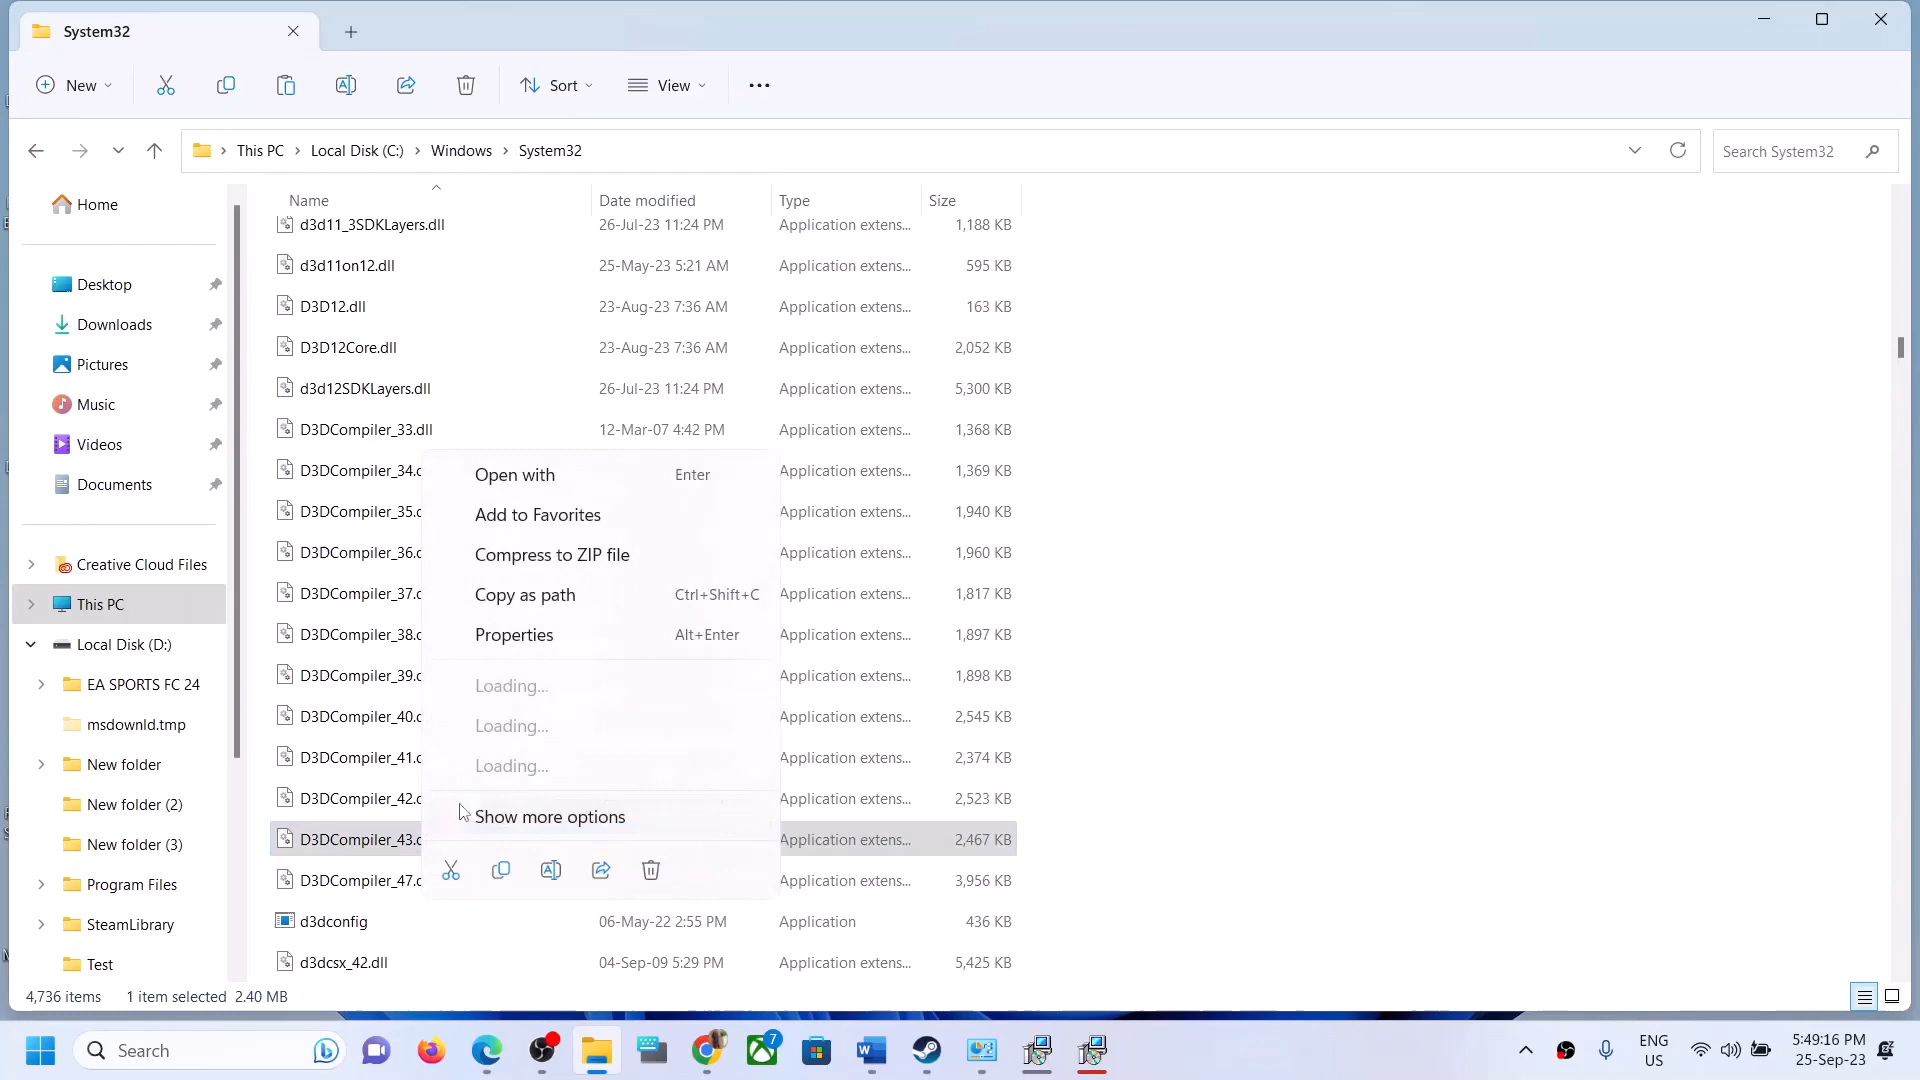 System32
New
Sort
View
This PC > Local Disk (C:) > Windows > System32
Search System32
Name Date modified Type Size
Home
Desktop
Downloads
Pictures
Music
Videos
Documents
Creative Cloud Files
This PC
Local Disk (D:)
EA SPORTS FC 24
msdownld.tmp
New folder
New folder (2)
New folder (3)
Program Files
SteamLibrary
Test
d3d11_3SDKLayers.dll 26-Jul-23 11:24 PM Application extens... 1,188 KB
d3d11on12.dll 25-May-23 5:21 AM Application extens... 595 KB
D3D12.dll 23-Aug-23 7:36 AM Application extens... 163 KB
D3D12Core.dll 23-Aug-23 7:36 AM Application extens... 2,052 KB
d3d12SDKLayers.dll 26-Jul-23 11:24 PM Application extens... 5,300 KB
D3DCompiler_33.dll 12-Mar-07 4:42 PM Application extens... 1,368 KB
D3DCompiler_34.d Application extens... 1,369 KB
D3DCompiler_35.d Application extens... 1,940 KB
D3DCompiler_36.d Application extens... 1,960 KB
D3DCompiler_37.d Application extens... 1,817 KB
D3DCompiler_38.d Application extens... 1,897 KB
D3DCompiler_39.d Application extens... 1,898 KB
D3DCompiler_40.d Application extens... 2,545 KB
D3DCompiler_41.d Application extens... 2,374 KB
D3DCompiler_42.d Application extens... 2,523 KB
D3DCompiler_43.d Application extens... 2,467 KB
D3DCompiler_47.d Application extens... 3,956 KB
d3dconfig 06-May-22 2:55 PM Application 436 KB
d3dcsx_42.dll 04-Sep-09 5:29 PM Application extens... 5,425 KB
Open with Enter
Add to Favorites
Compress to ZIP file
Copy as path Ctrl+Shift+C
Properties Alt+Enter
Loading...
Loading...
Loading...
Show more options
4,736 items 1 item selected 2.40 MB
Search
7
ENG
US
5:49:16 PM
25-Sep-23